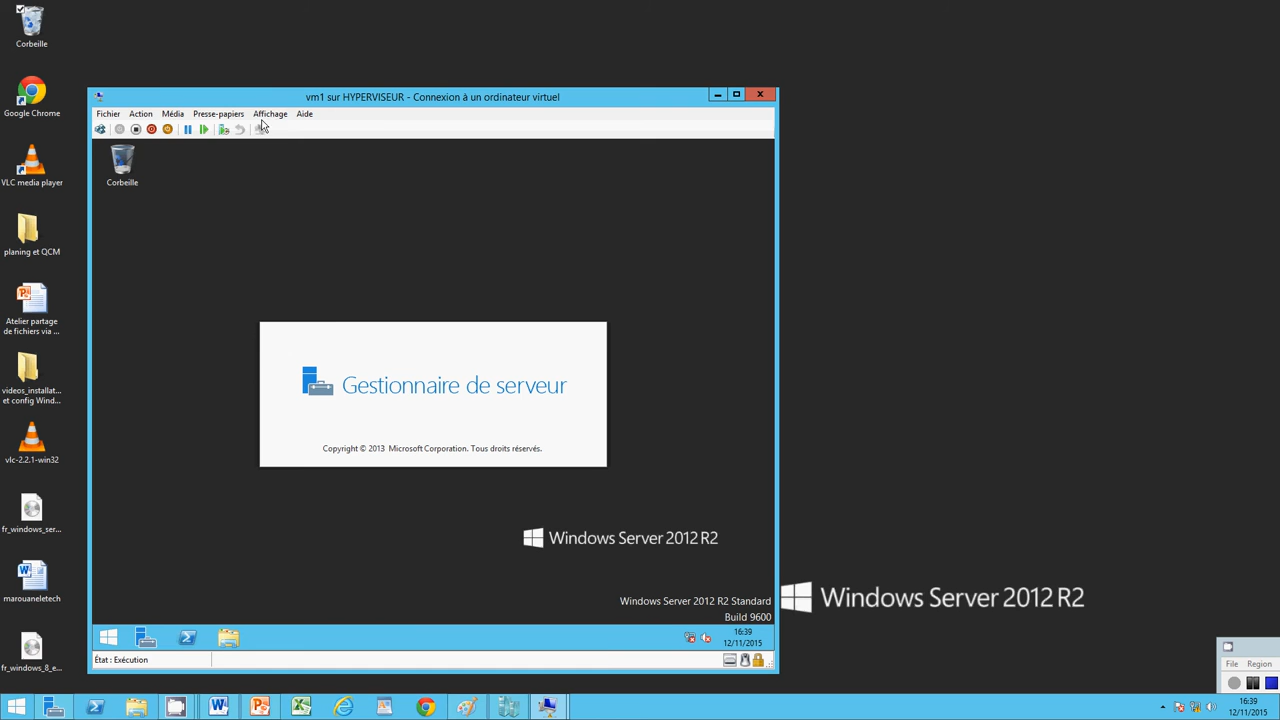 Corbeille
Google Chrome
VLC media player
planing et QCM
Atelier partage
de fichiers via ...
videos_install...
et config Wind...
vlc-2.2.1-win32
fr_windows_ser...
marouaneletech
fr_windows_8_e...
vm1 sur HYPERVISEUR - Connexion à un ordinateur virtuel
Fichier Action Média Presse-papiers Affichage Aide
Corbeille
Gestionnaire de serveur
Copyright © 2013 Microsoft Corporation. Tous droits réservés.
Windows Server 2012 R2
Windows Server 2012 R2 Standard
Build 9600
16:39
12/11/2015
État : Exécution
Windows Server 2012 R2
File Region
16:39
12/11/2015